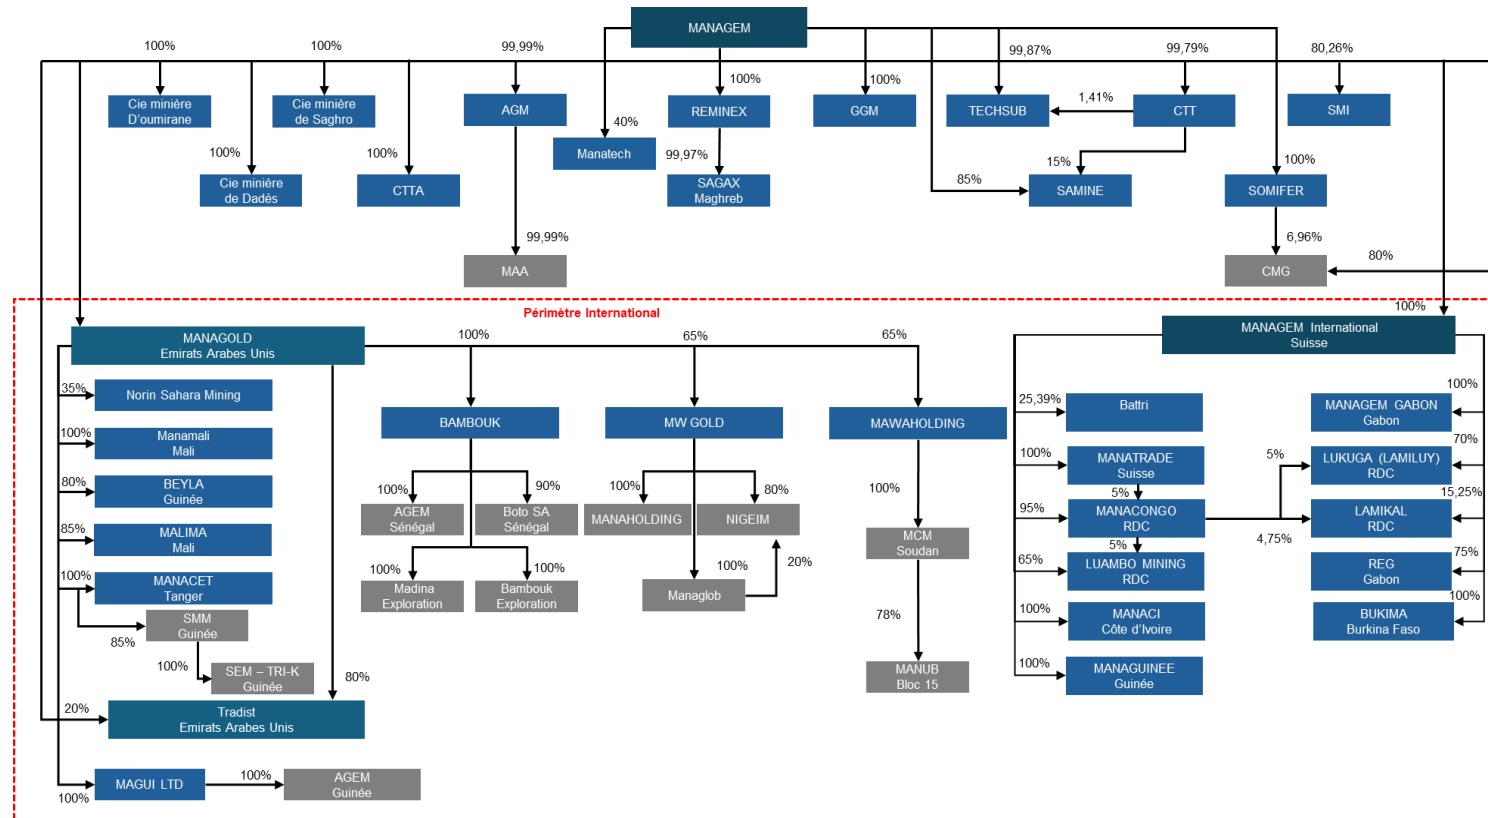 MANAGEM
100%
100%
99,99%
99,87%
99,79%
80,26%
100%
100%
Cie minière
D'oumirane
Cie minière
de Saghro
AGM
REMINEX
GGM
TECHSUB
1,41%
CTT
SMI
40%
100%
100%
Manatech
99,97%
15%
100%
Cie minière
de Dadès
CTTA
SAGAX
Maghreb
85%
SAMINE
SOMIFER
99,99%
6,96%
MAA
CMG
80%
Périmètre International
100%
MANAGOLD
Emirats Arabes Unis
100%
65%
65%
MANAGEM International
Suisse
35%
Norin Sahara Mining
25,39%
Battri
100%
MANAGEM GABON
Gabon
BAMBOUK
MW GOLD
MAWAHOLDING
100%
Manamali
Mali
100%
MANATRADE
Suisse
5%
70%
LUKUGA (LAMILUY)
RDC
80%
BEYLA
Guinée
100%
90%
100%
80%
5%
15,25%
AGEM
Sénégal
Boto SA
Sénégal
MANAHOLDING
NIGEIM
100%
95%
MANACONGO
RDC
4,75%
LAMIKAL
RDC
85%
MALIMA
Mali
MCM
Soudan
5%
75%
100%
MANACET
Tanger
100%
Madina
Exploration
100%
Bambouk
Exploration
100%
Managlob
20%
65%
LUAMBO MINING
RDC
REG
Gabon
100%
SMM
Guinée
85%
78%
100%
MANACI
Côte d'Ivoire
BUKIMA
Burkina Faso
100%
SEM – TRI-K
Guinée
80%
MANUB
Bloc 15
100%
MANAGUINEE
Guinée
20%
Tradist
Emirats Arabes Unis
100%
MAGUI LTD
100%
AGEM
Guinée